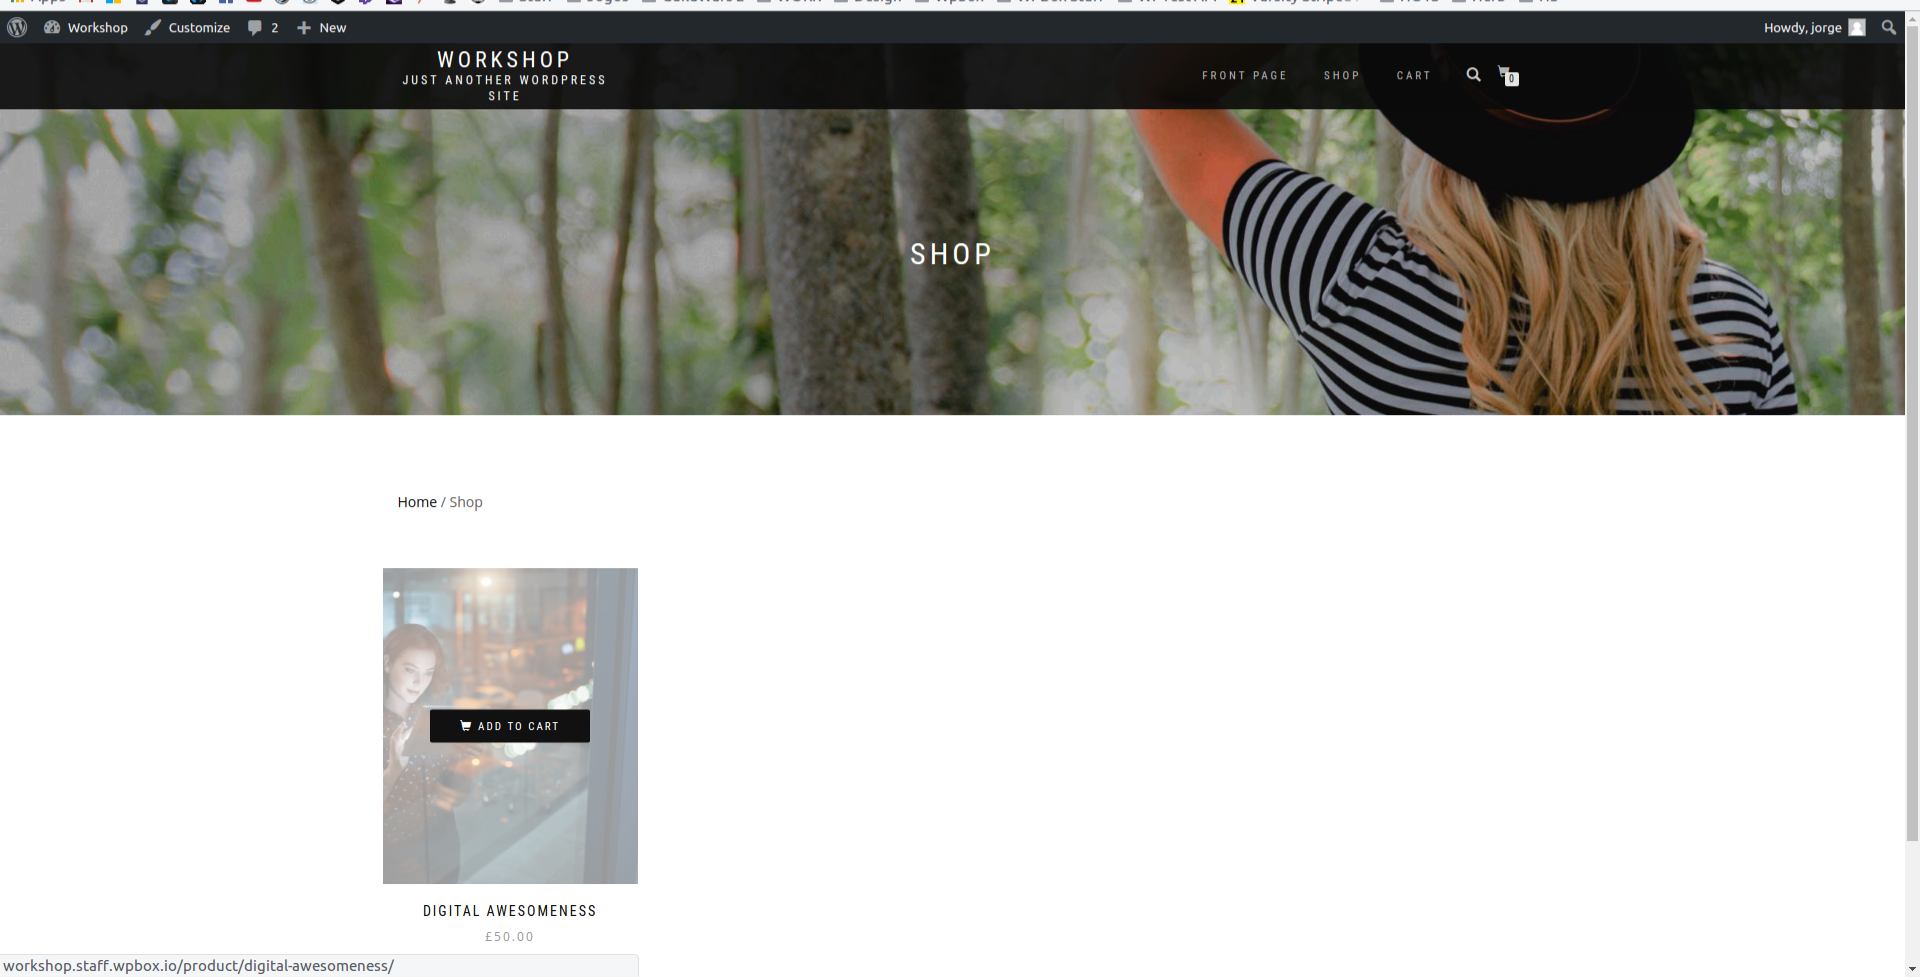 Workshop Customize 2 New Howdy, jorge
WORKSHOP
JUST ANOTHER WORDPRESS
SITE
FRONT PAGE SHOP CART 0
SHOP
Home / Shop
ADD TO CART
DIGITAL AWESOMENESS
£50.00
workshop.staff.wpbox.io/product/digital-awesomeness/